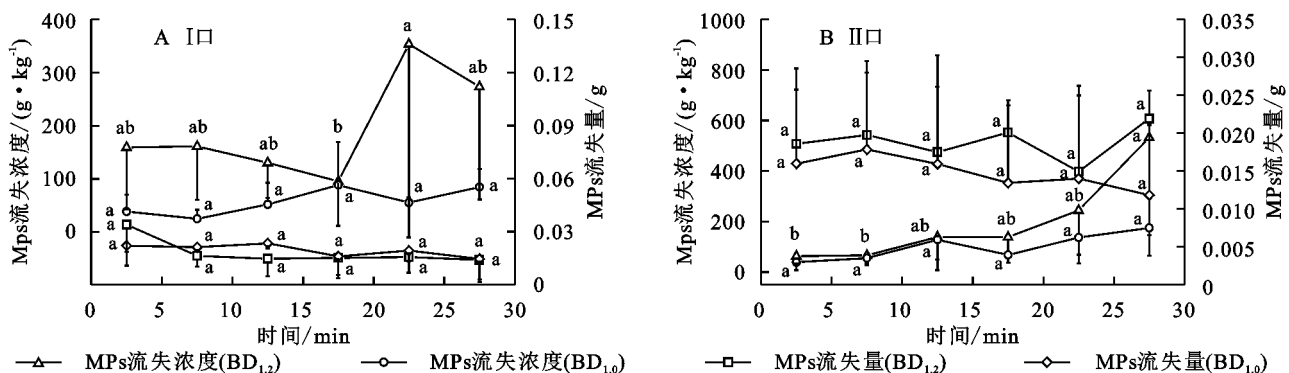 A Ⅰ口
Mps流失浓度/(g·kg⁻¹)
400
300
200
150
100
50
0
a
ab
ab ab ab b
a a a a a a
a a a a a a
a a a a a a
0.15
0.12
0.09
0.06
0.03
0
MPs流失量/g
0 5 10 15 20 25 30
时间/min
B Ⅱ口
Mps流失浓度/(g·kg⁻¹)
1000
800
600
400
200
0
a a a a a a
a a a a a a
b b ab ab ab a
a a a a a a
0.035
0.030
0.025
0.020
0.015
0.010
0.005
0
MPs流失量/g
0 5 10 15 20 25 30
时间/min
MPs流失浓度(BD₁.₂) MPs流失浓度(BD₁.₀) MPs流失量(BD₁.₂) MPs流失量(BD₁.₀)